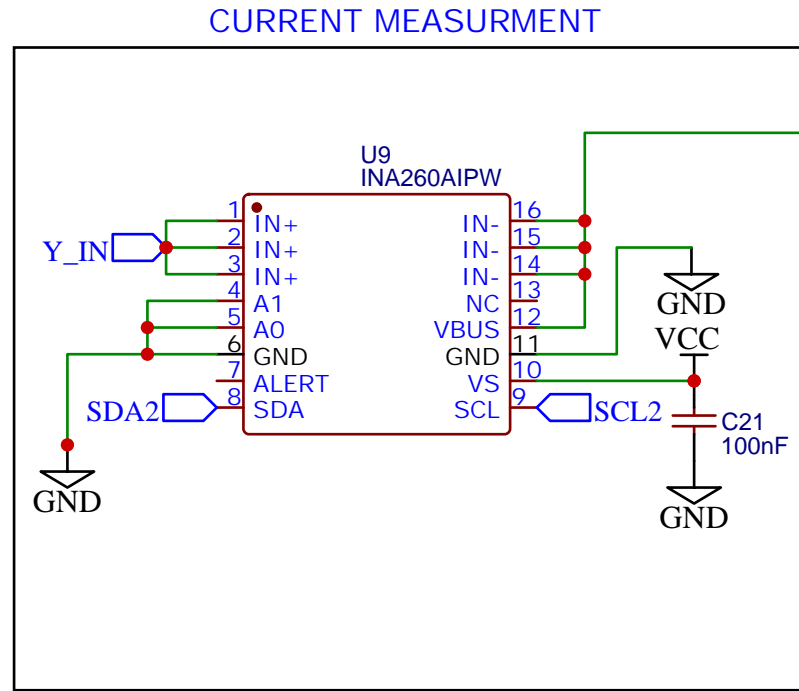 CURRENT MEASURMENT
U9
INA260AIPW
1 IN+
2 IN+
3 IN+
4 A1
5 A0
6 GND
7 ALERT
8 SDA
16 IN-
15 IN-
14 IN-
13 NC
12 VBUS
11 GND
10 VS
9 SCL
Y_IN
SDA2
GND
SCL2
GND
VCC
C21
100nF
GND